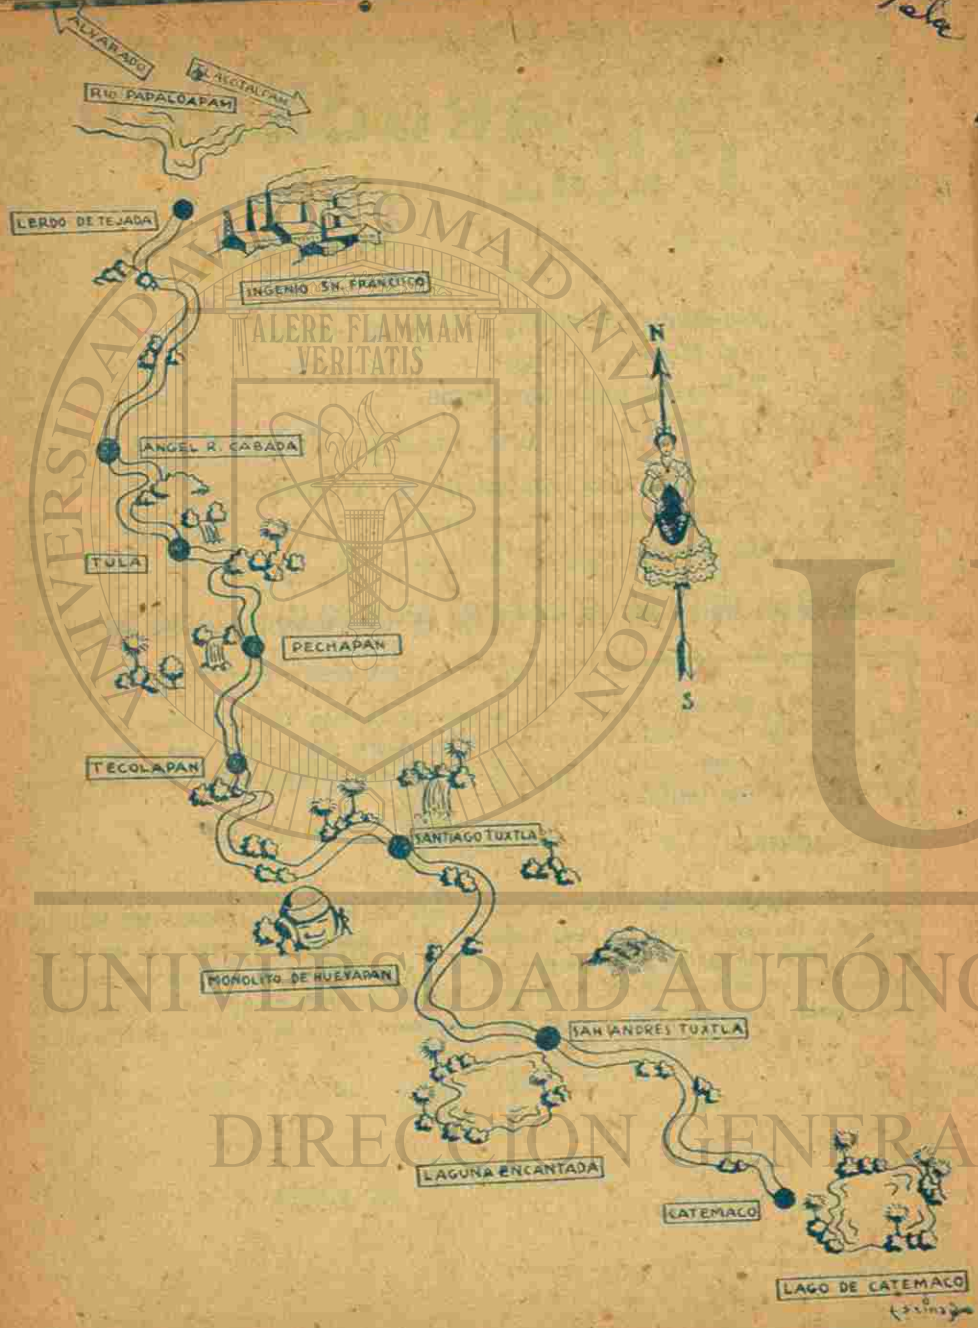 ALVARADO
TLACOTALPAN
RIO PAPALOAPAM
LERDO DE TEJADA
INGENIO SN. FRANCISCO
ALERE FLAMMAM
VERITATIS
N
ANGEL R. CABADA
TULA
PECHAPAN
S
TECOLAPAN
SANTIAGO TUXTLA
MONOLITO DE HUEYAPAN
UNIVERSIDAD AUTÓNO
SAN ANDRES TUXTLA
DIRECCIÓN GENERA
LAGUNA ENCANTADA
CATEMACO
LAGO DE CATEMACO
UNIVERSIDAD AUTONOMA DE NUEVO LEON
U